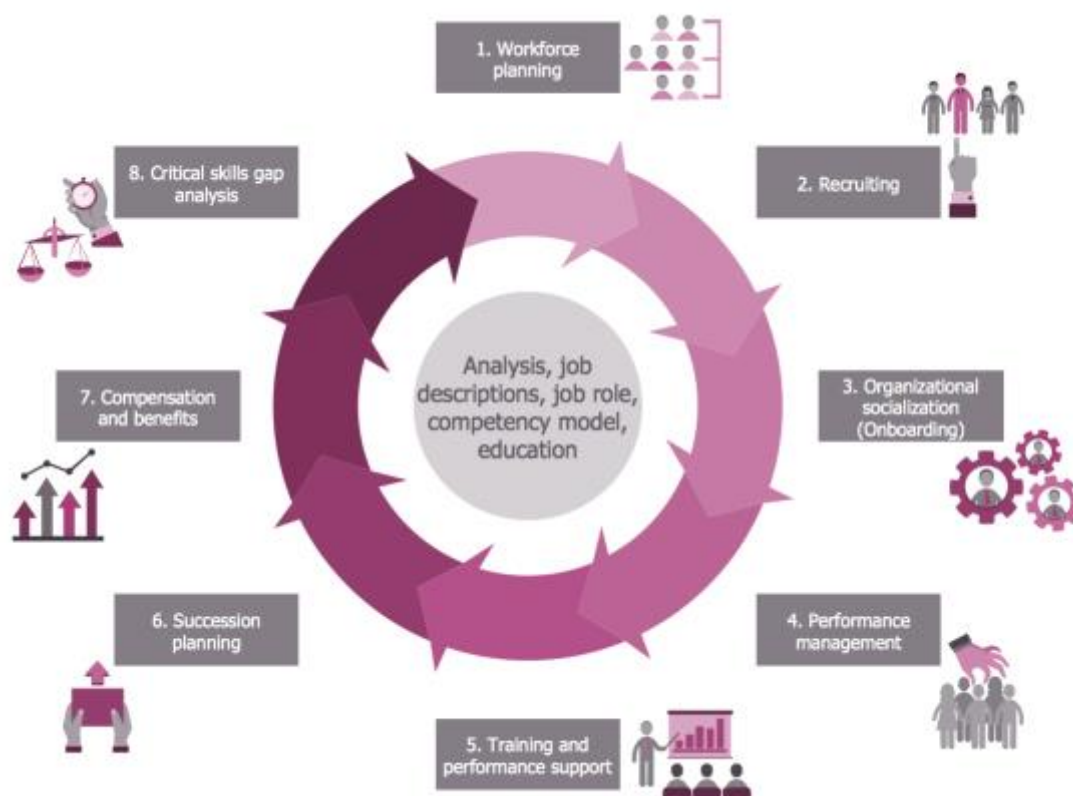 1. Workforce
planning
2. Recruiting
3. Organizational
socialization
(Onboarding)
4. Performance
management
5. Training and
performance support
6. Succession
planning
7. Compensation
and benefits
8. Critical skills gap
analysis
Analysis, job
descriptions, job role,
competency model,
education